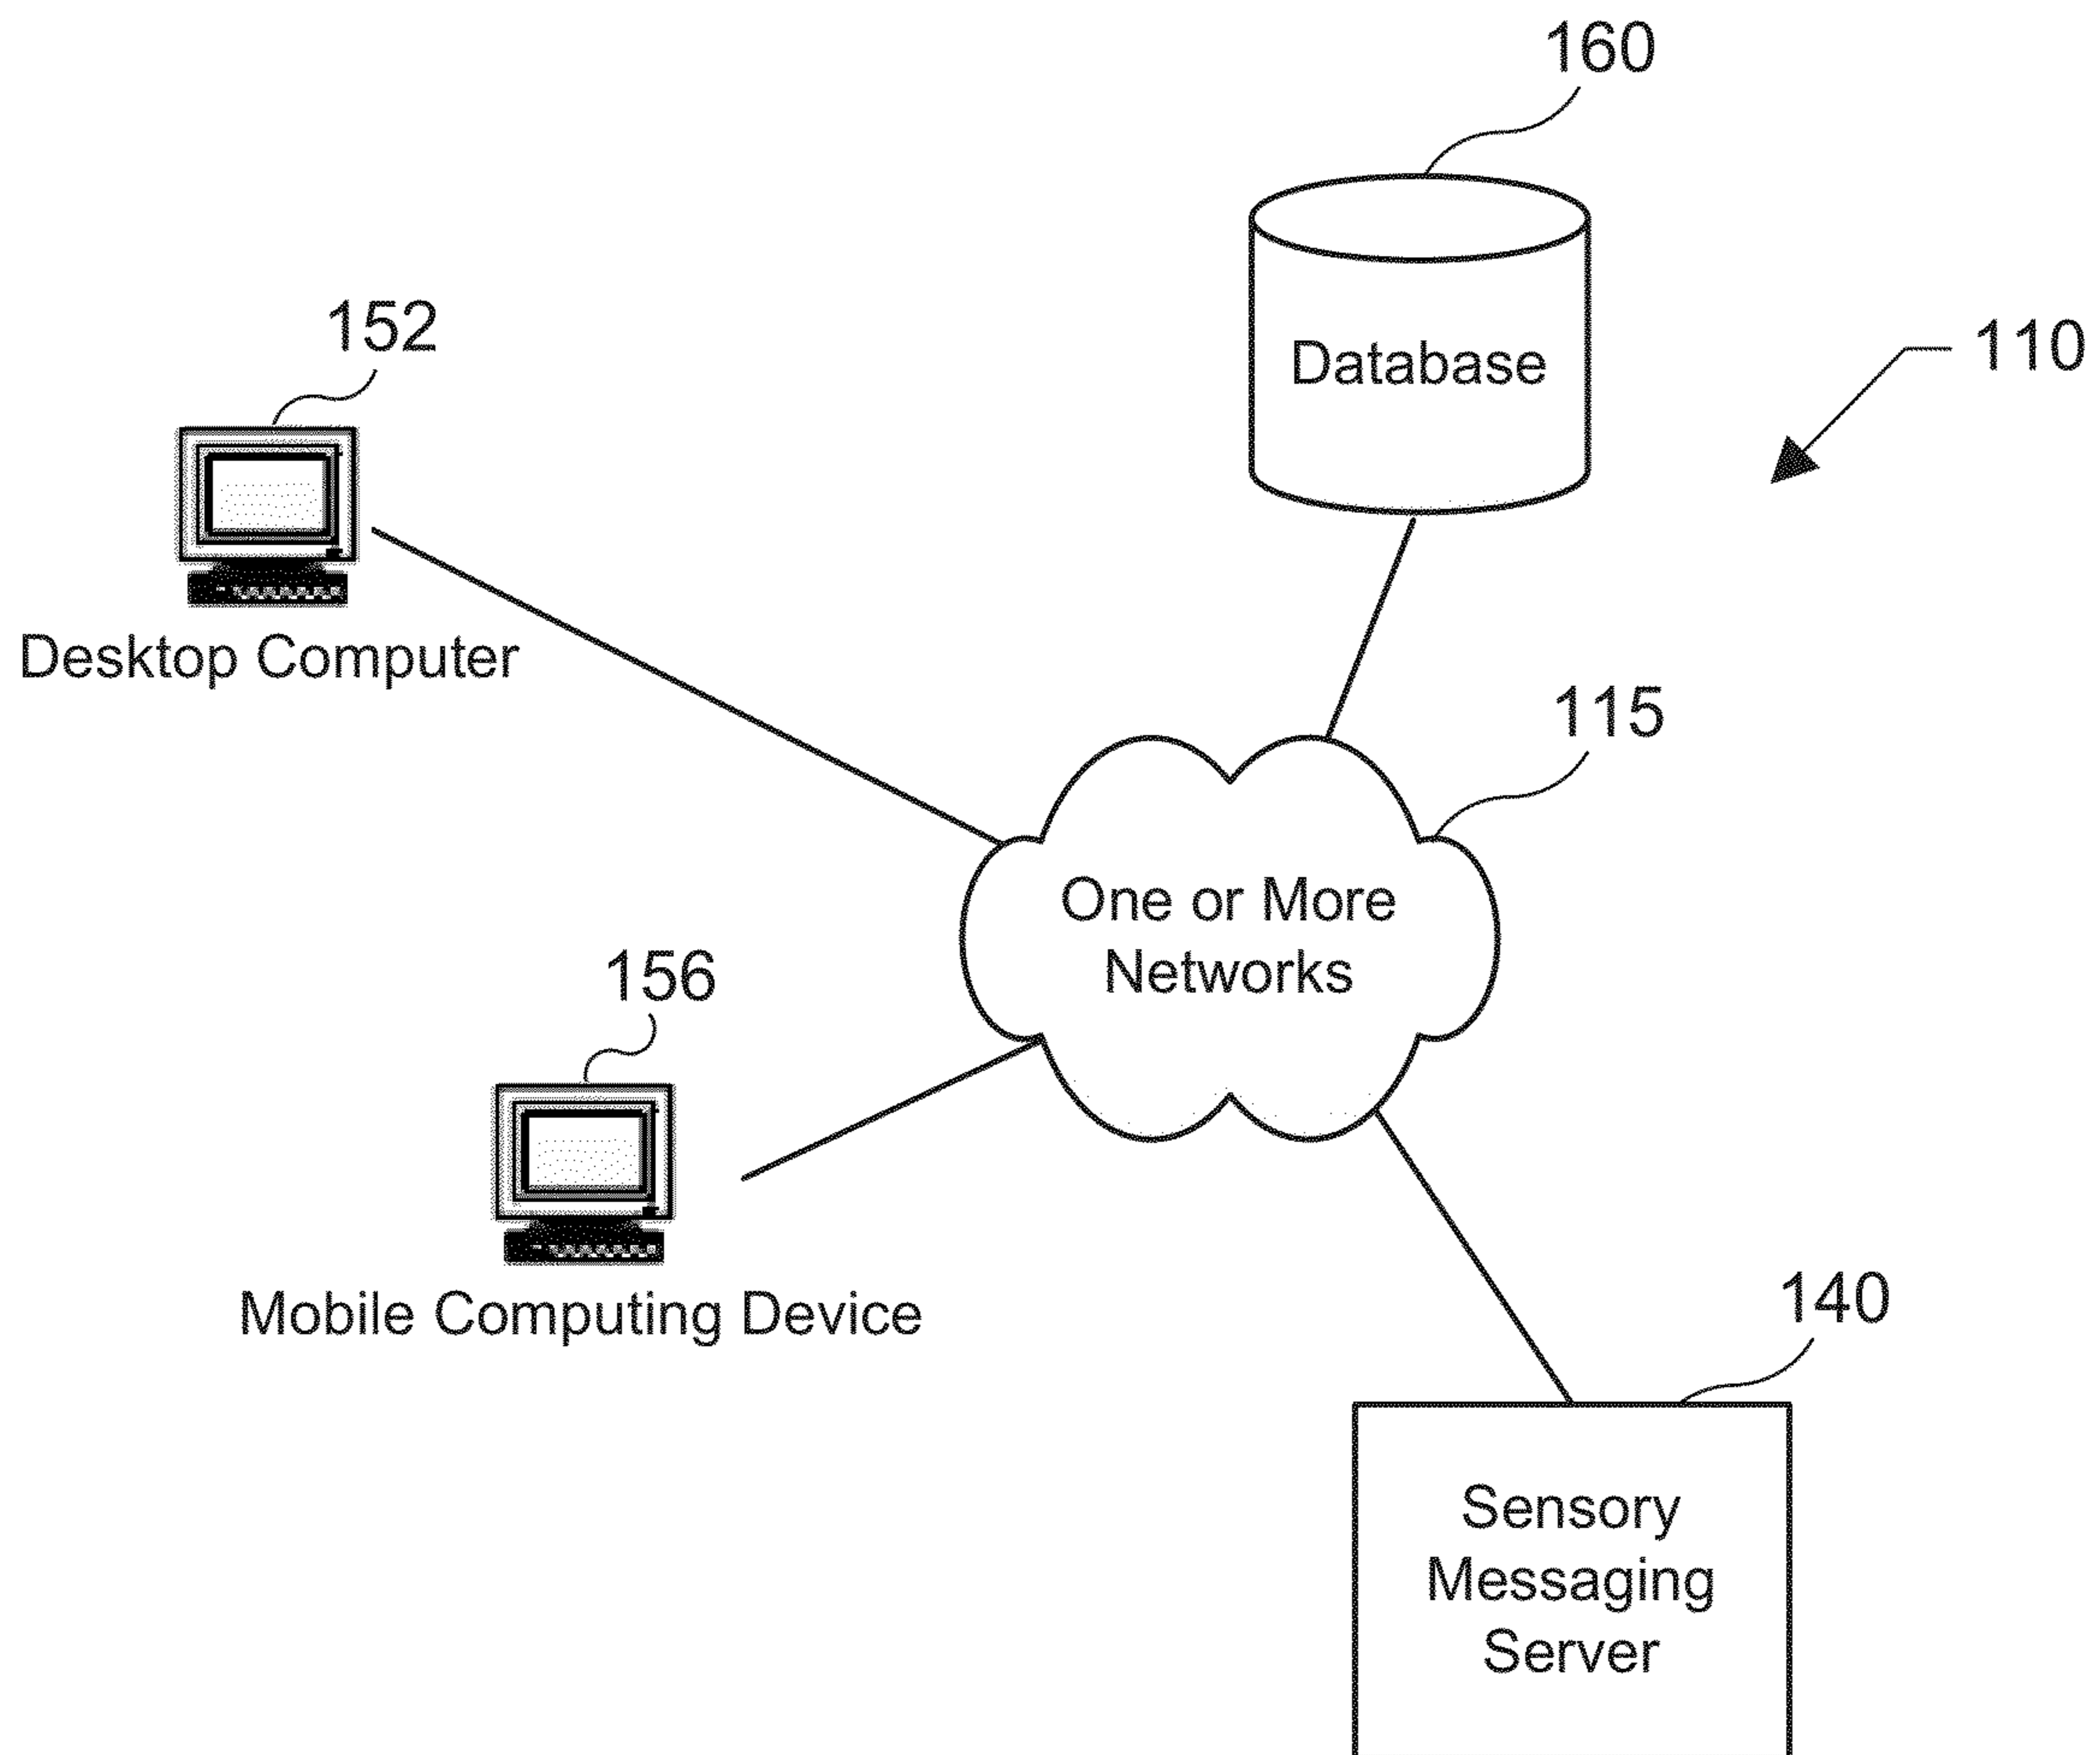 160
152
Database
110
Desktop Computer
115
One or More
Networks
156
Mobile Computing Device
140
Sensory
Messaging
Server